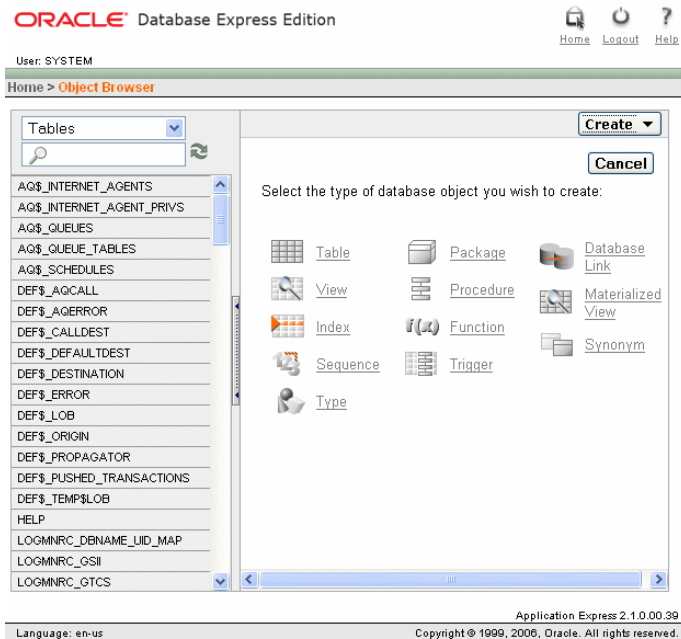 ORACLE® Database Express Edition
Home Logout Help
User: SYSTEM
Home > Object Browser
Tables
Create
Cancel
AQ$_INTERNET_AGENTS
AQ$_INTERNET_AGENT_PRIVS
AQ$_QUEUES
AQ$_QUEUE_TABLES
AQ$_SCHEDULES
DEF$_AQCALL
DEF$_AQERROR
DEF$_CALLDEST
DEF$_DEFAULTDEST
DEF$_DESTINATION
DEF$_ERROR
DEF$_LOB
DEF$_ORIGIN
DEF$_PROPAGATOR
DEF$_PUSHED_TRANSACTIONS
DEF$_TEMP$LOB
HELP
LOGMNRC_DBNAME_UID_MAP
LOGMNRC_GSII
LOGMNRC_GTCS
Select the type of database object you wish to create:
Table
View
Index
Sequence
Type
Package
Procedure
f(x) Function
Trigger
Database
Link
Materialized
View
Synonym
Application Express 2.1.0.00.39
Language: en-us
Copyright © 1999, 2006, Oracle. All rights reserved.